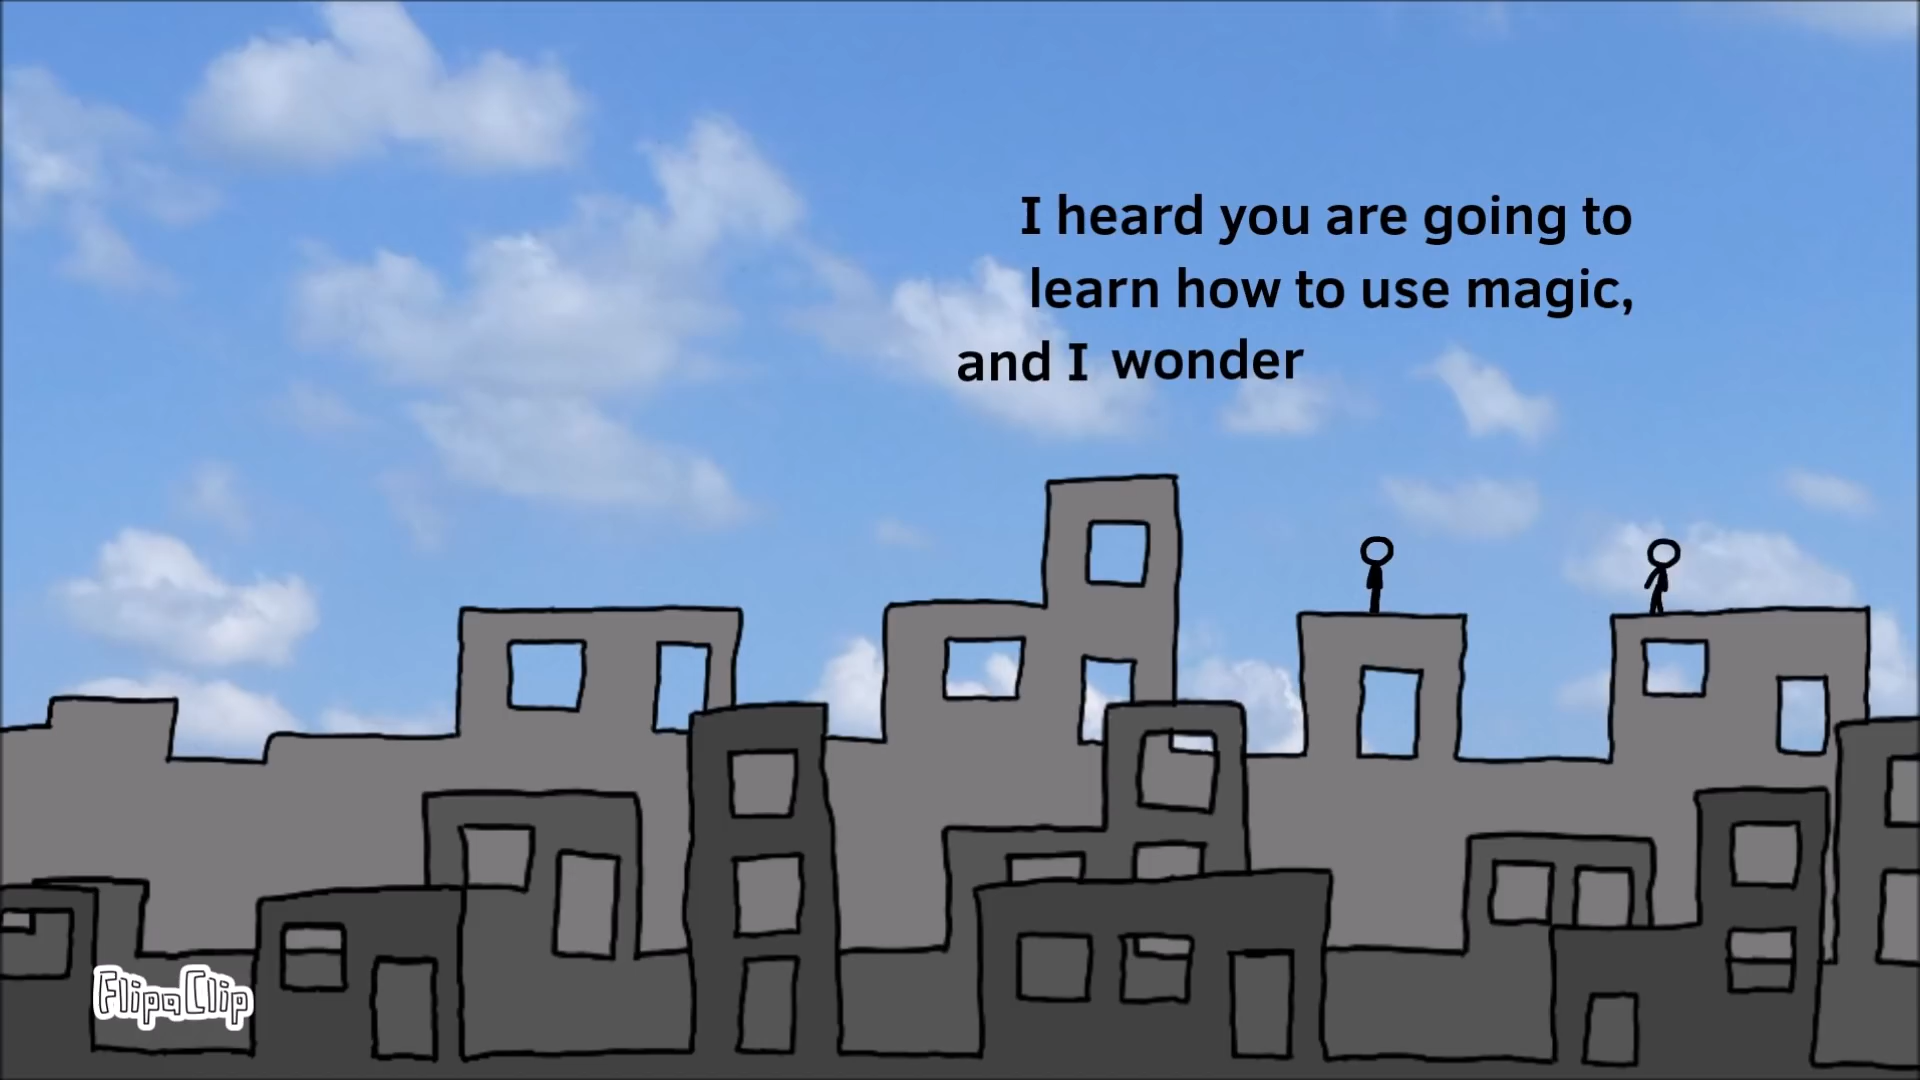 I heard you are going to
learn how to use magic,
and I wonder
FlipaClip